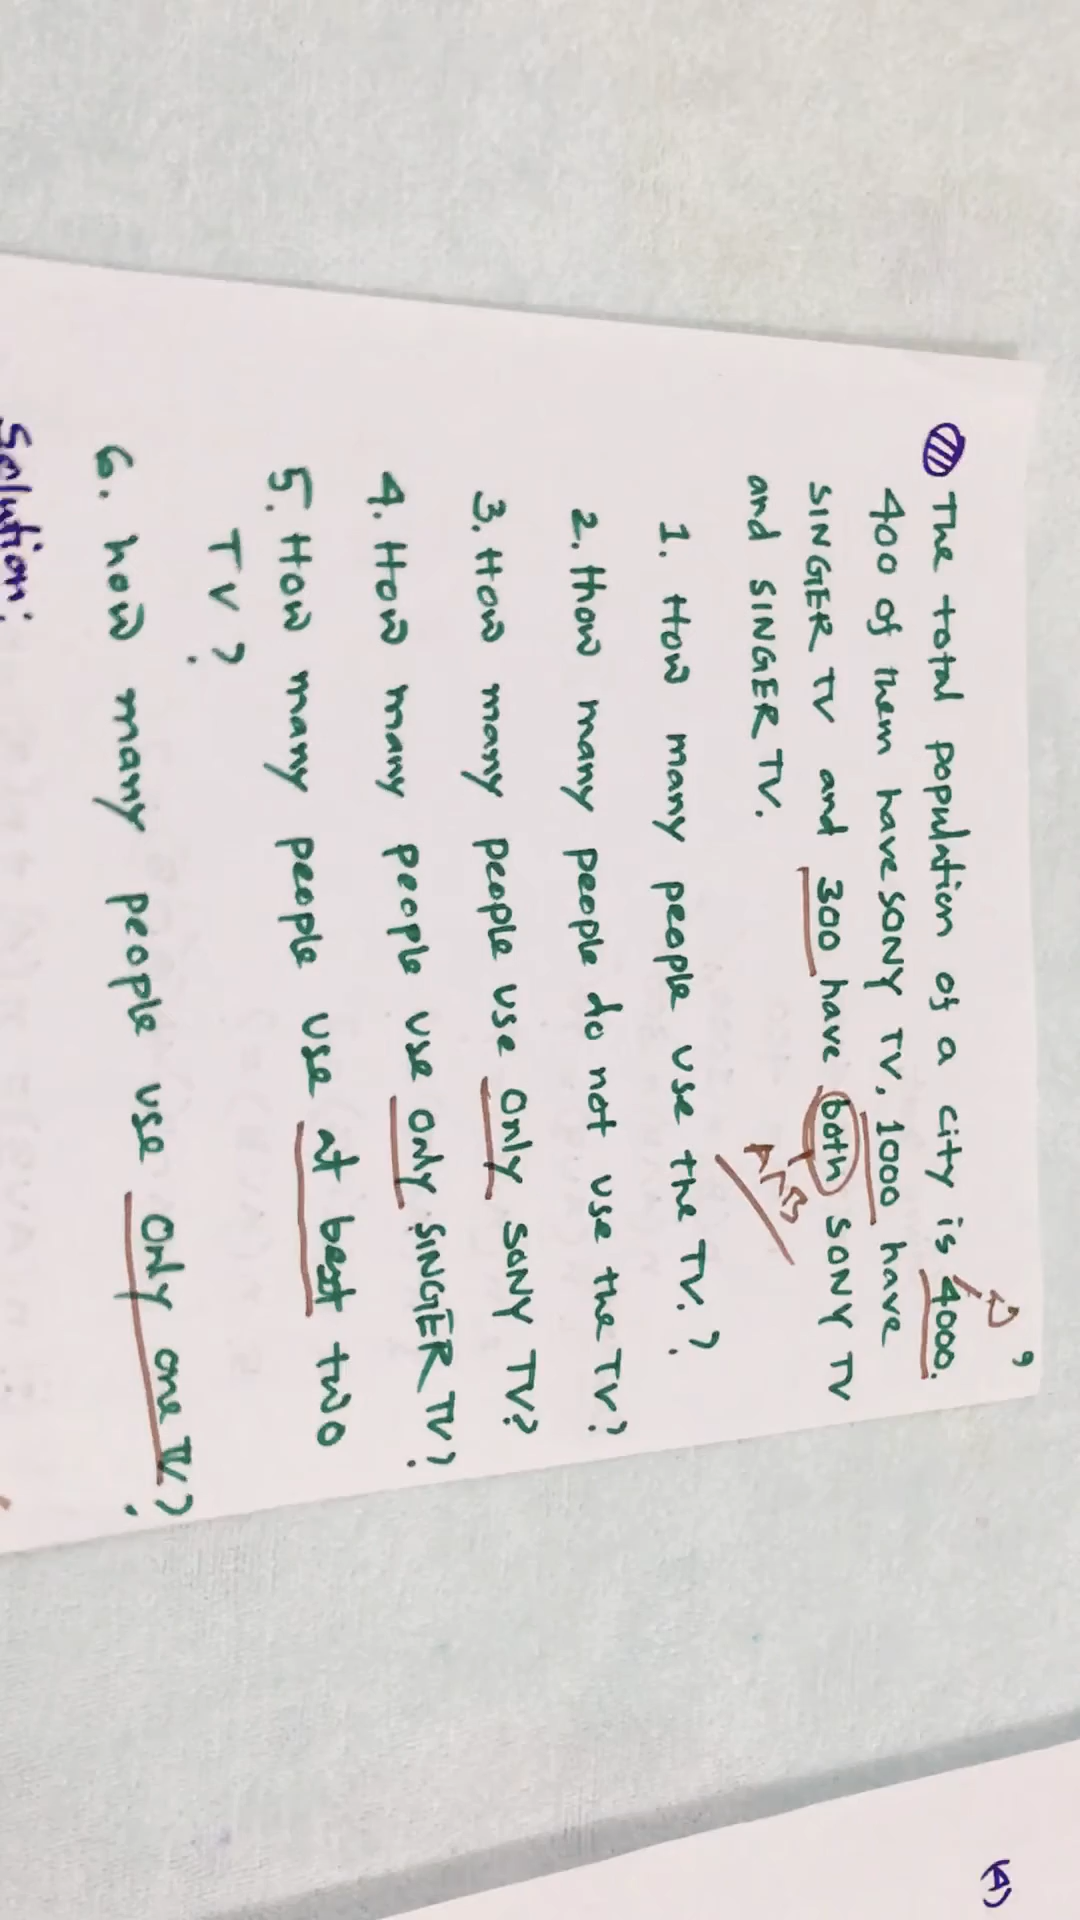 The total population of a city is 4000.
400 of them have SONY TV, 1000 have
SINGER TV and 300 have both SONY TV
and SINGER TV.
A∩B
1. How many people use the TV.?
2. How many people do not use the TV?
3. How many people use only SONY TV?
4. How many people use only SINGER TV?
5. How many people use at best two
TV?
6. how many people use only one TV?
Solution:
(A)